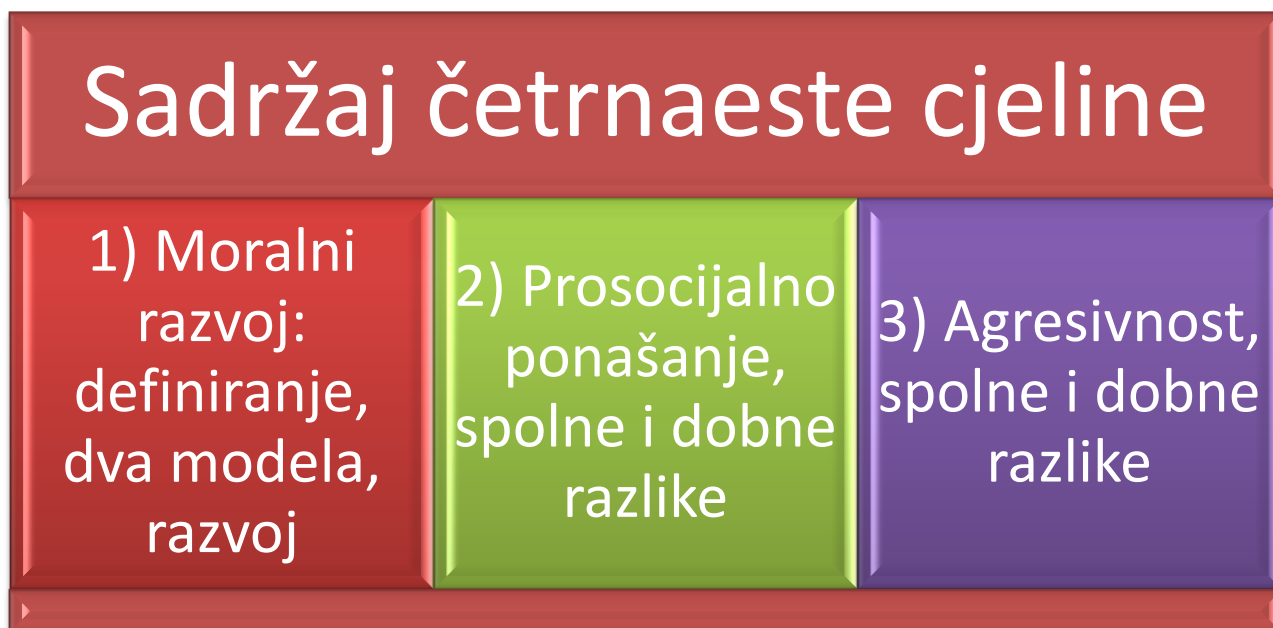 Sadržaj četrnaeste cjeline
1) Moralni
razvoj:
definiranje,
dva modela,
razvoj
2) Prosocijalno
ponašanje,
spolne i dobne
razlike
3) Agresivnost,
spolne i dobne
razlike